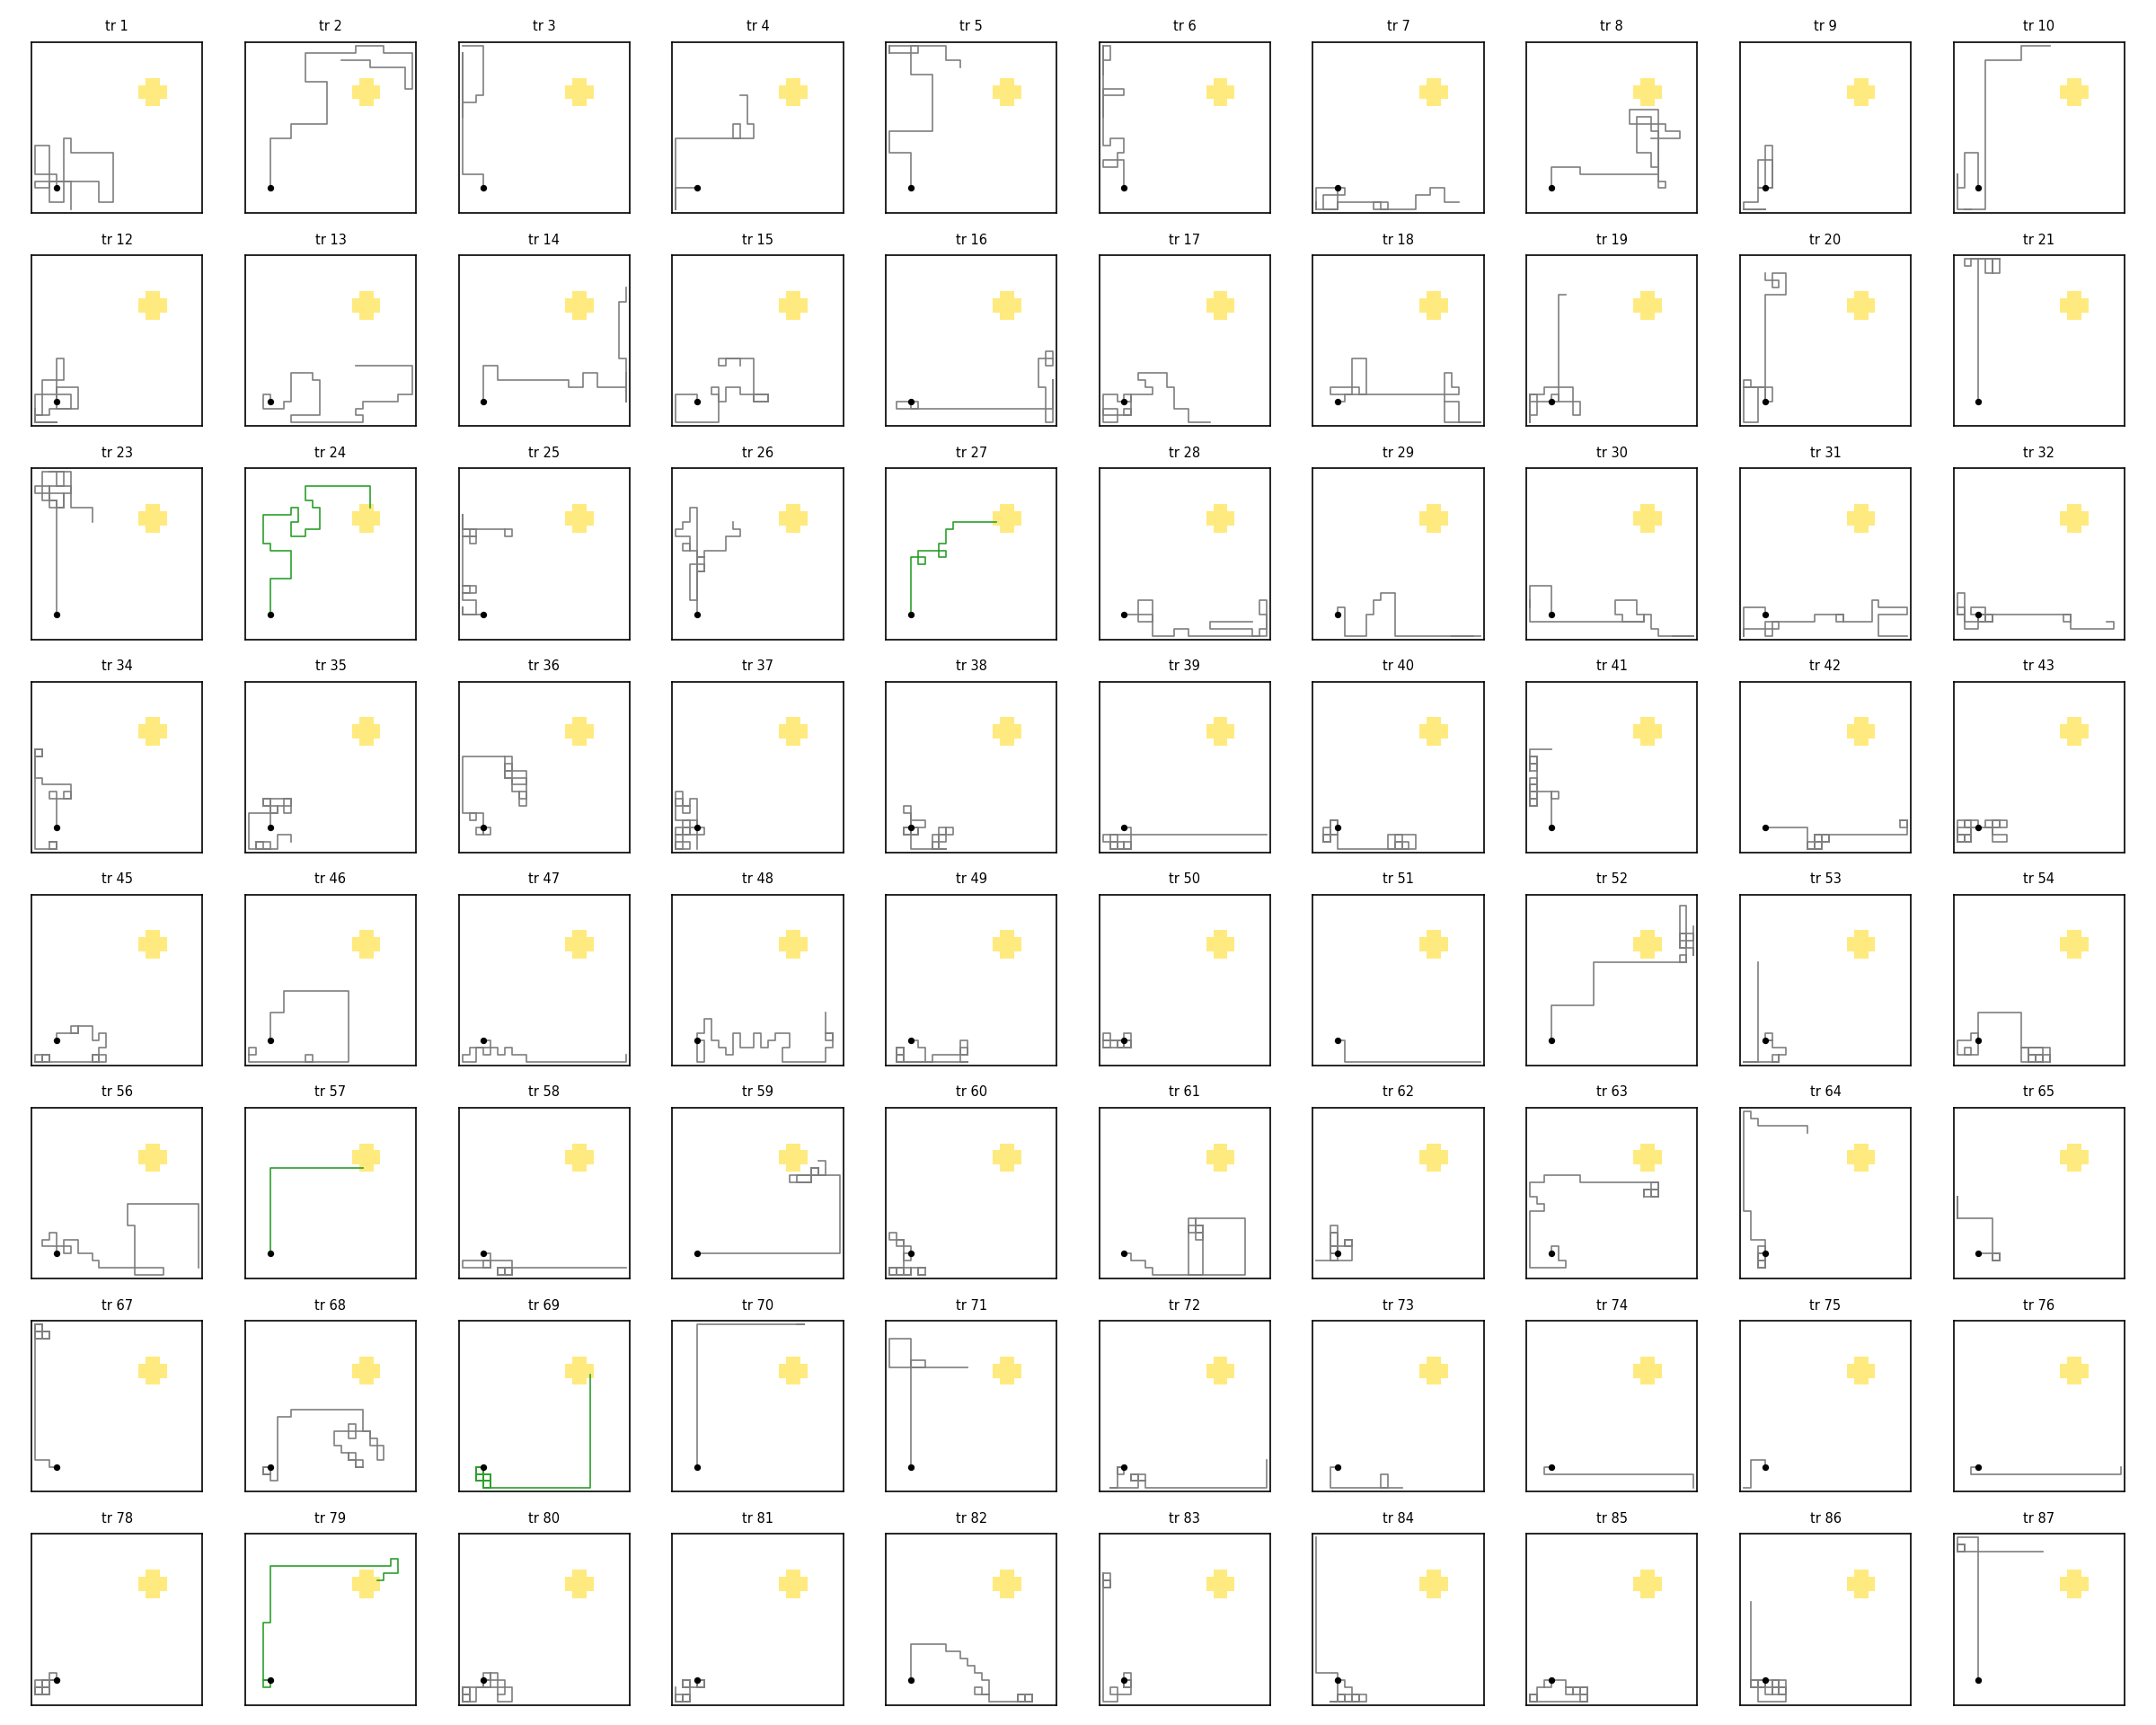 tr 1 tr 2 tr 3 tr 4 tr 5 tr 6 tr 7 tr 8 tr 9 tr 10
tr 12 tr 13 tr 14 tr 15 tr 16 tr 17 tr 18 tr 19 tr 20 tr 21
tr 23 tr 24 tr 25 tr 26 tr 27 tr 28 tr 29 tr 30 tr 31 tr 32
tr 34 tr 35 tr 36 tr 37 tr 38 tr 39 tr 40 tr 41 tr 42 tr 43
tr 45 tr 46 tr 47 tr 48 tr 49 tr 50 tr 51 tr 52 tr 53 tr 54
tr 56 tr 57 tr 58 tr 59 tr 60 tr 61 tr 62 tr 63 tr 64 tr 65
tr 67 tr 68 tr 69 tr 70 tr 71 tr 72 tr 73 tr 74 tr 75 tr 76
tr 78 tr 79 tr 80 tr 81 tr 82 tr 83 tr 84 tr 85 tr 86 tr 87